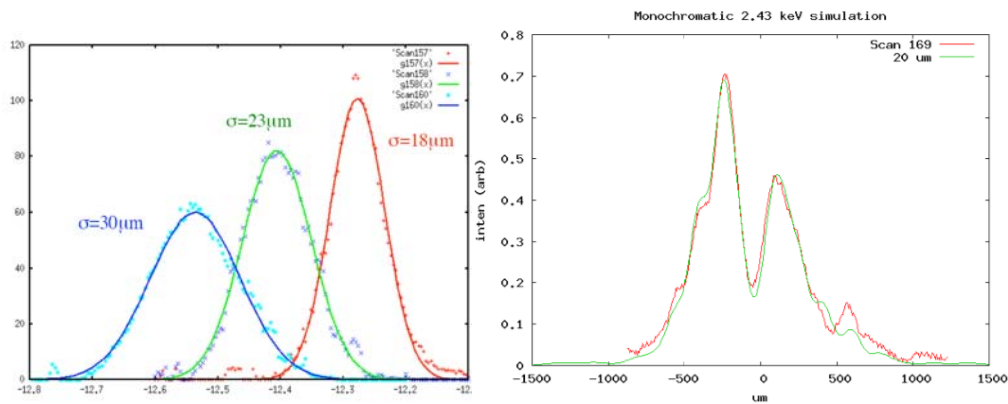 120
100
80
60
40
20
0
-12.8
-12.7
-12.6
-12.5
-12.4
-12.3
-12.2
-12.
'Scan157'
g157(x)
'Scan158'
g158(x)
'Scan160'
g160(x)
σ=23μm
σ=18μm
σ=30μm
Monochromatic 2.43 keV simulation
Scan 169
20 um
inten (arb)
0.8
0.7
0.6
0.5
0.4
0.3
0.2
0.1
0
-1500
-1000
-500
0
500
1000
1500
um